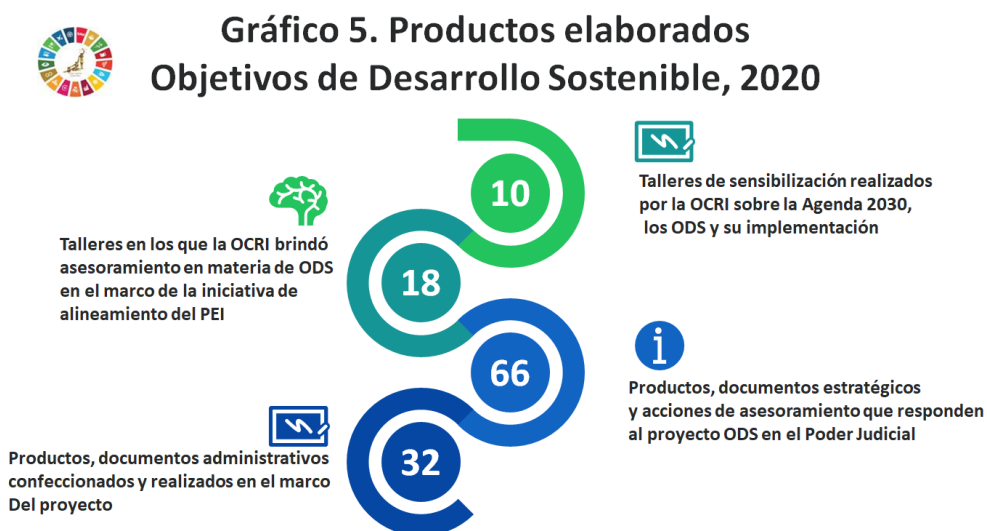 Gráfico 5. Productos elaborados
Objetivos de Desarrollo Sostenible, 2020
10
Talleres de sensibilización realizados
por la OCRI sobre la Agenda 2030,
los ODS y su implementación
18
Talleres en los que la OCRI brindó
asesoramiento en materia de ODS
en el marco de la iniciativa de
alineamiento del PEI
66
Productos, documentos estratégicos
y acciones de asesoramiento que responden
al proyecto ODS en el Poder Judicial
32
Productos, documentos administrativos
confeccionados y realizados en el marco
Del proyecto